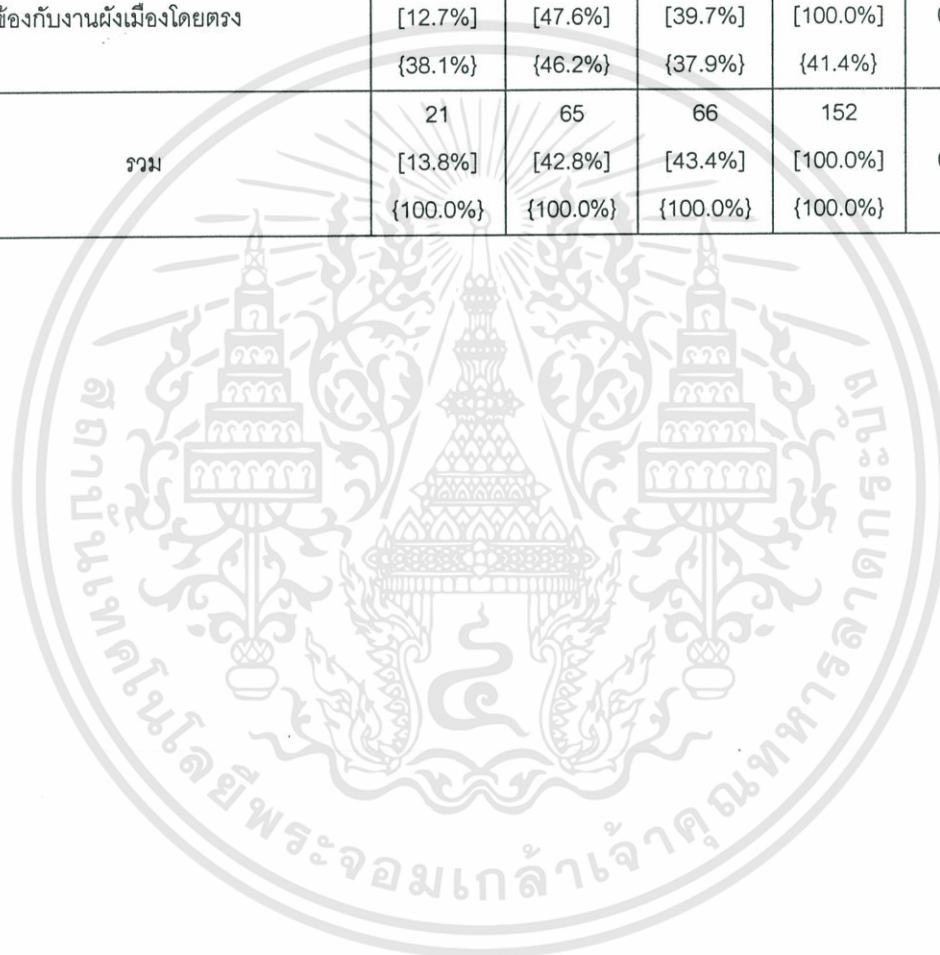 ข้องกับงานผังเมืองโดยตรง [12.7%] [47.6%] [39.7%] [100.0%]
{38.1%} {46.2%} {37.9%} {41.4%}
21 65 66 152
รวม [13.8%] [42.8%] [43.4%] [100.0%]
{100.0%} {100.0%} {100.0%} {100.0%}
สถาบันเทคโนโลยีพระจอมเกล้าเจ้าคุณทหารลาดกระบัง